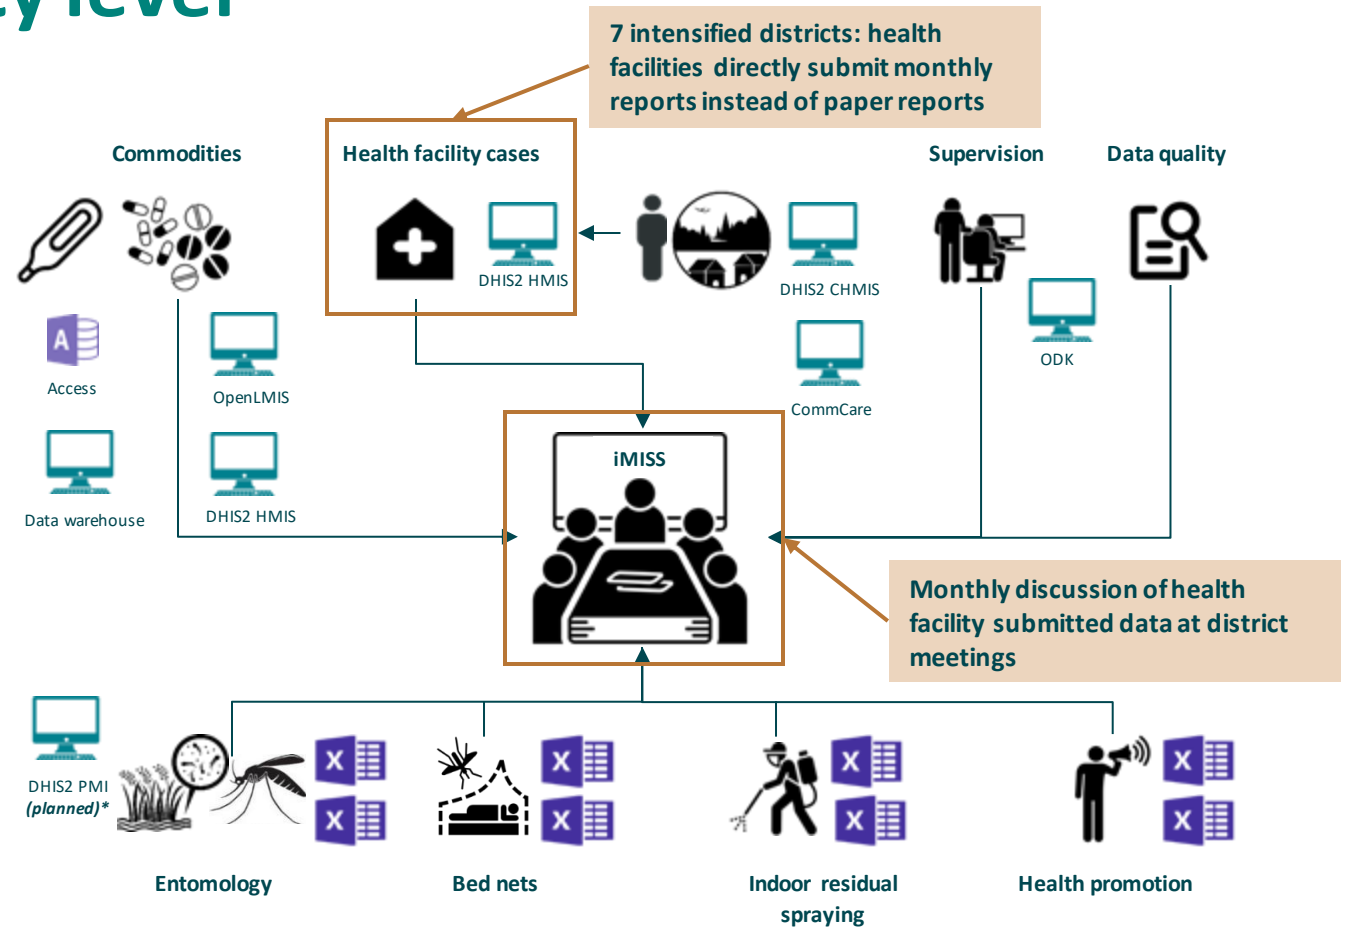 ty level
7 intensified districts: health
facilities directly submit monthly
reports instead of paper reports
Commodities
Health facility cases
Supervision
Data quality
DHIS2 HMIS
DHIS2 CHMIS
ODK
A
Access
OpenLMIS
CommCare
iMISS
Data warehouse
DHIS2 HMIS
Monthly discussion of health
facility submitted data at district
meetings
DHIS2 PMI
(planned)*
X
X
X
X
X
X
X
X
Entomology
Bed nets
Indoor residual
spraying
Health promotion